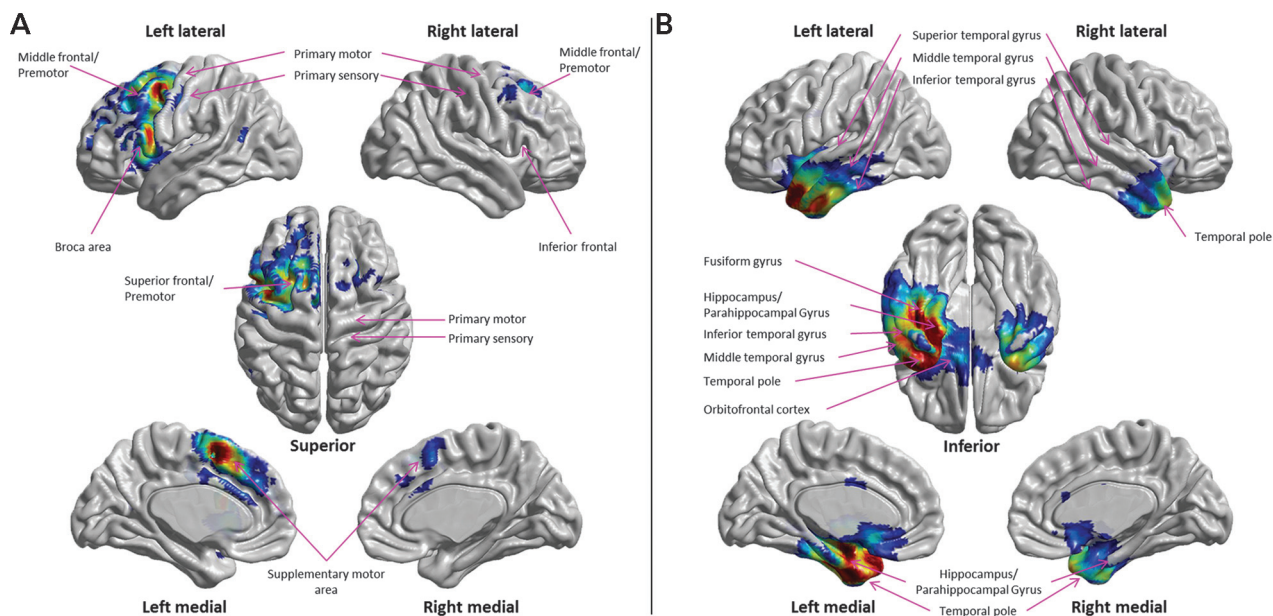 A
Left lateral
Right lateral
Middle frontal/
Premotor
Primary motor
Primary sensory
Middle frontal/
Premotor
Broca area
Inferior frontal
Superior frontal/
Premotor
Primary motor
Primary sensory
Superior
Supplementary motor
area
Left medial
Right medial
B
Left lateral
Right lateral
Superior temporal gyrus
Middle temporal gyrus
Inferior temporal gyrus
Temporal pole
Fusiform gyrus
Hippocampus/
Parahippocampal Gyrus
Inferior temporal gyrus
Middle temporal gyrus
Temporal pole
Orbitofrontal cortex
Inferior
Hippocampus/
Parahippocampal Gyrus
Temporal pole
Left medial
Right medial